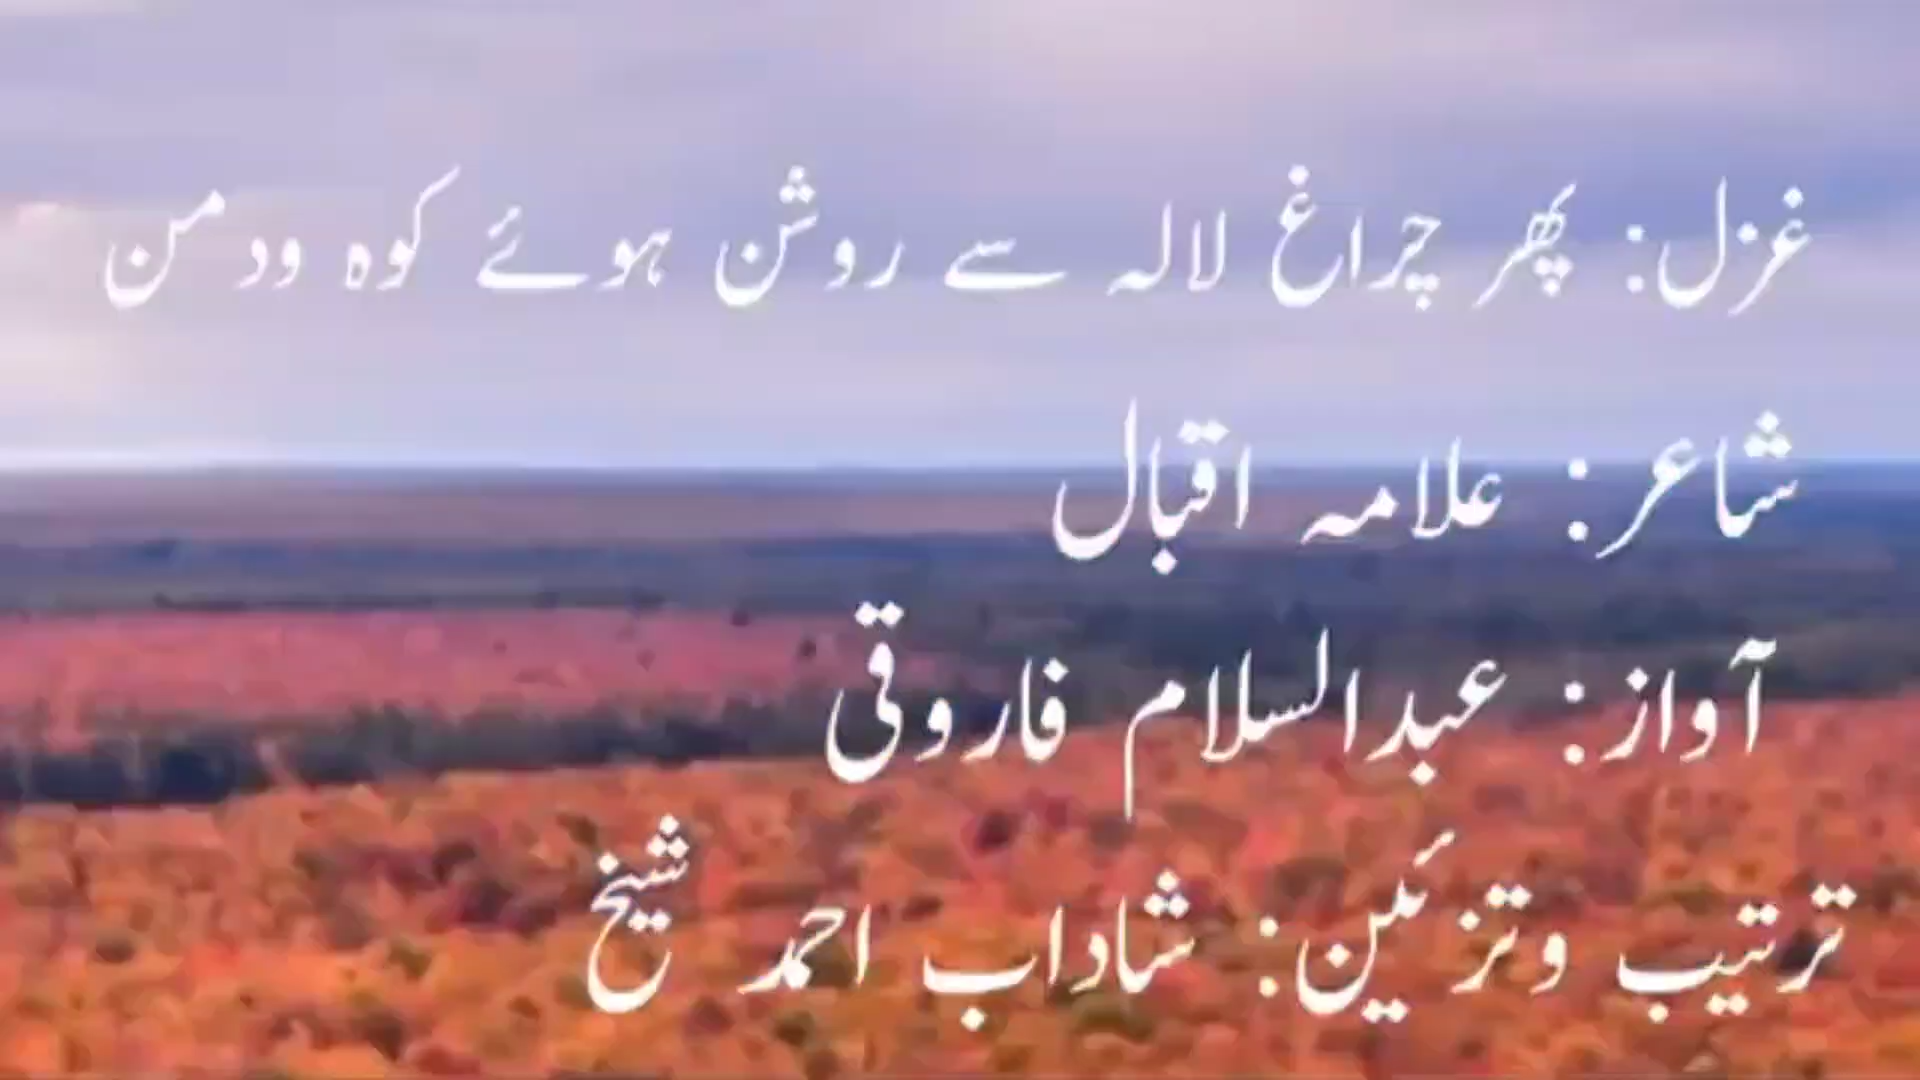 غزل: پھر چراغ لالہ سے روشن ہوئے کوہ ودمن
شاعر: علامہ اقبال
آواز: عبدالسلام فاروقی
ترتیب وتزئین: شاداب احمد شیخ